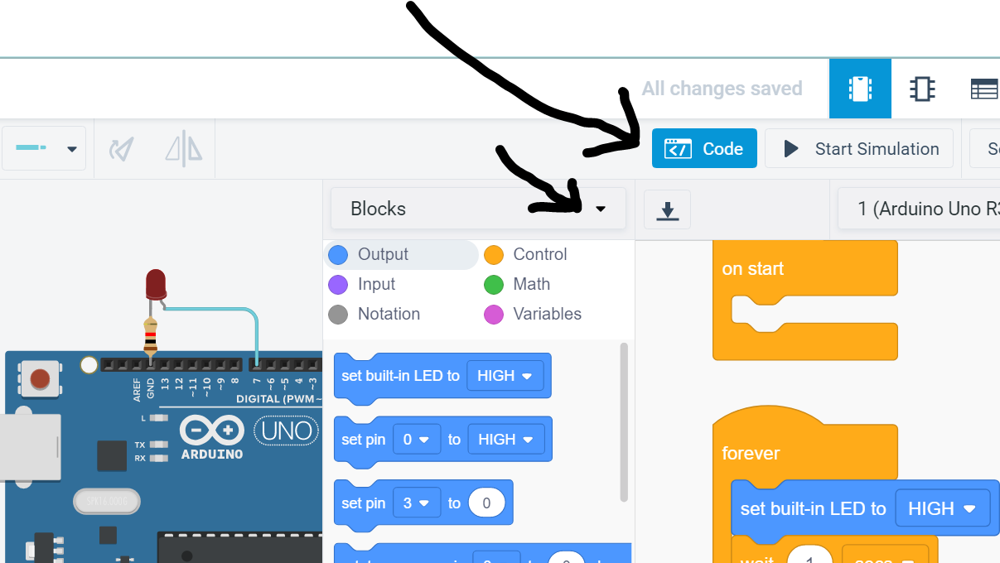 All changes saved
Code
Start Simulation
Blocks
1 (Arduino Uno R3
Output
Control
Input
Math
Notation
Variables
on start
set built-in LED to HIGH
set pin 0 to HIGH
set pin 3 to 0
forever
set built-in LED to HIGH
wait 1 secs
AREF
GND
13
12
~11
~10
~9
8
7
~6
~5
4
~3
DIGITAL (PWM~
L
TX
RX
UNO
ARDUINO